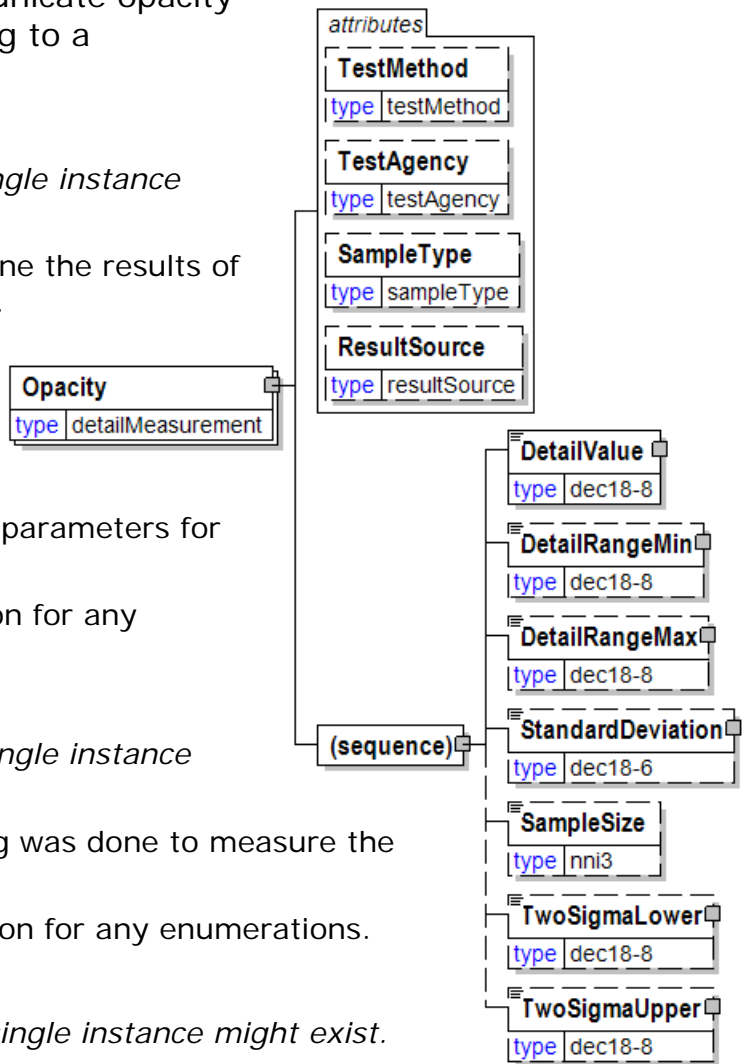 unicate opacity
g to a
ngle instance
ne the results of
parameters for
on for any
ngle instance
g was done to measure the
on for any enumerations.
single instance might exist.
attributes
TestMethod
type testMethod
TestAgency
type testAgency
SampleType
type sampleType
ResultSource
type resultSource
Opacity
type detailMeasurement
(sequence)
DetailValue
type dec18-8
DetailRangeMin
type dec18-8
DetailRangeMax
type dec18-8
StandardDeviation
type dec18-6
SampleSize
type nni3
TwoSigmaLower
type dec18-8
TwoSigmaUpper
type dec18-8